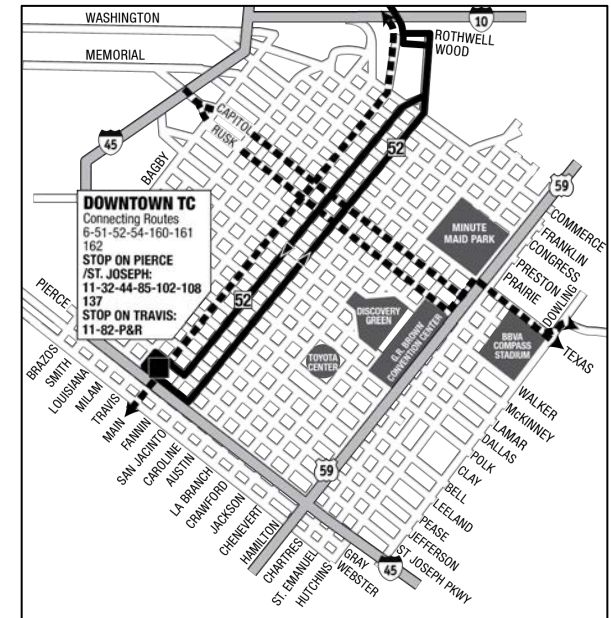 WASHINGTON
10
ROTHWELL
WOOD
MEMORIAL
CAPITOL
RUSK
45
52
BAGBY
59
COMMERCE
FRANKLIN
CONGRESS
PRESTON
PRAIRIE
DOWLING
TEXAS
MINUTE
MAID PARK
DOWNTOWN TC
Connecting Routes
6-51-52-54-160-161
162
STOP ON PIERCE
/ST. JOSEPH:
11-32-44-85-102-108
137
STOP ON TRAVIS:
11-82-P&R
52
DISCOVERY
GREEN
G.R. BROWN
CONVENTION CENTER
BBVA
COMPASS
STADIUM
TOYOTA
CENTER
PIERCE
BRAZOS
SMITH
LOUISIANA
MILAM
TRAVIS
MAIN
FANNIN
SAN JACINTO
CAROLINE
AUSTIN
LA BRANCH
CRAWFORD
JACKSON
CHENEVERT
HAMILTON
CHARTRES
ST. EMANUEL
HUTCHINS
59
WALKER
McKINNEY
LAMAR
DALLAS
POLK
CLAY
BELL
LEELAND
PEASE
JEFFERSON
ST JOSEPH PKWY
GRAY
WEBSTER
45